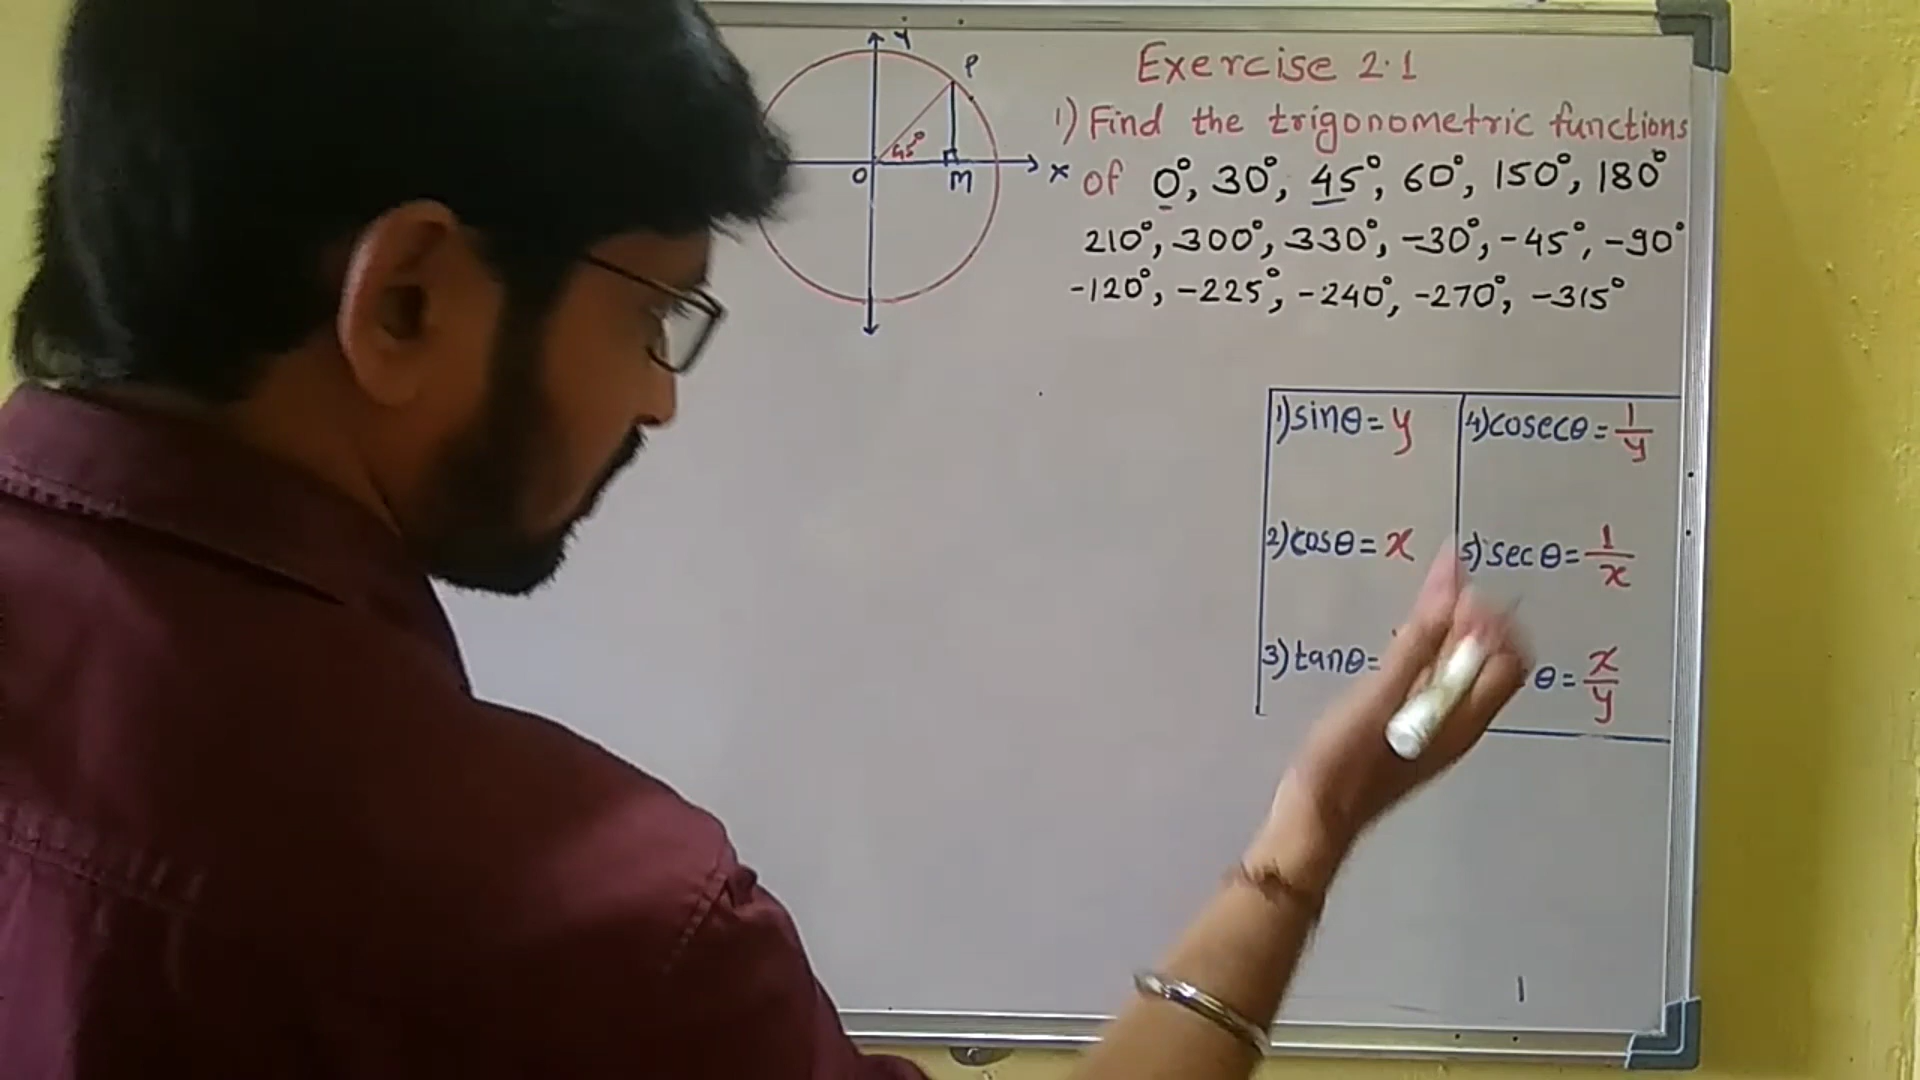 Y
P
45°
O
M
X
Exercise 2.1
1) Find the trigonometric functions
of 0°, 30°, 45°, 60°, 150°, 180°
210°, 300°, 330°, -30°, -45°, -90°
-120°, -225°, -240°, -270°, -315°
1) sinθ = y
4) cosecθ = 1/y
2) cosθ = x
5) secθ = 1/x
3) tanθ =
θ = x/y
1